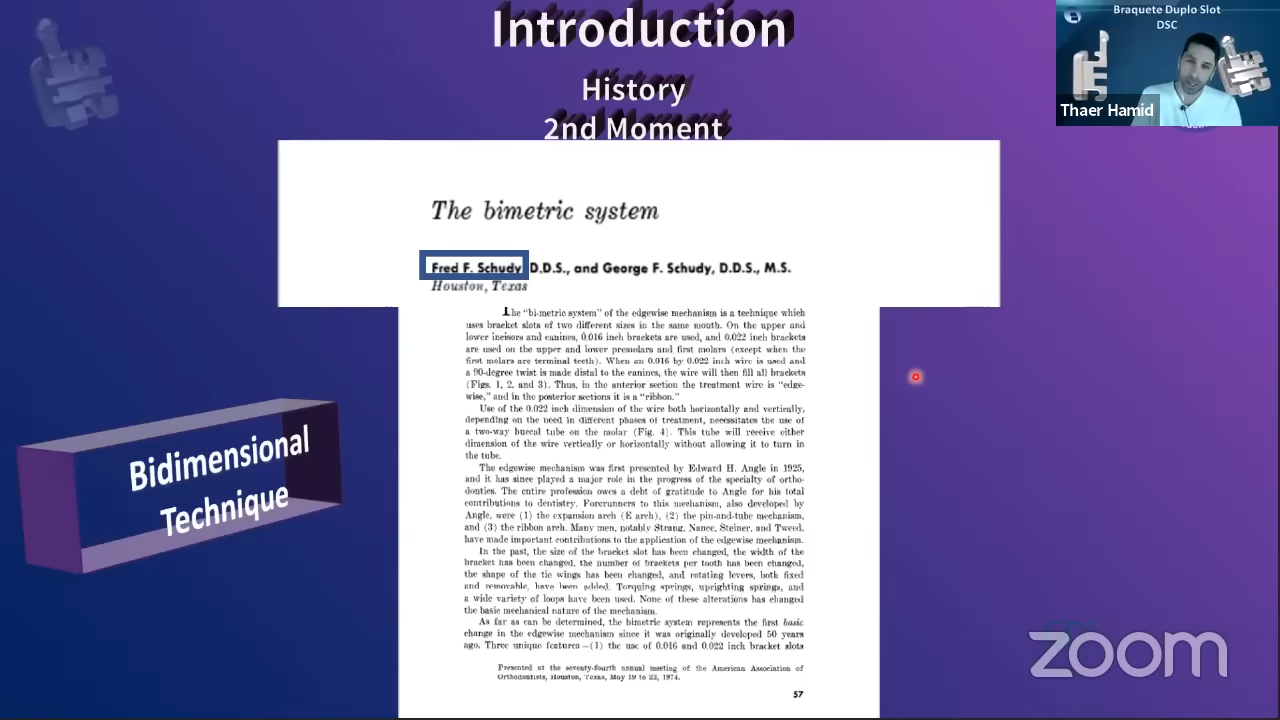 Introduction
History
2nd Moment
Braquete Duplo Slot
DSC
Thaer Hamid
The bimetric system
Fred F. Schudy, D.D.S., and George F. Schudy, D.D.S., M.S.
Houston, Texas
The "bi-metric system" of the edgewise mechanism is a technique which
uses bracket slots of two different sizes in the same mouth. On the upper and
lower incisors and canines, 0.016 inch brackets are used, and 0.022 inch brackets
are used on the upper and lower premolars and first molars (except when the
first molars are terminal teeth). When an 0.016 by 0.022 inch wire is used and
a 90-degree twist is made distal to the canines, the wire will then fill all brackets
(Figs. 1, 2, and 3). Thus, in the anterior section the treatment wire is "edge-
wise," and in the posterior sections it is a "ribbon."
Use of the 0.022 inch dimension of the wire both horizontally and vertically,
depending on the need in different phases of treatment, necessitates the use of
a two-way buccal tube on the molar (Fig. 4). This tube will receive either
dimension of the wire vertically or horizontally without allowing it to turn in
the tube.
The edgewise mechanism was first presented by Edward H. Angle in 1925,
and it has since played a major role in the progress of the specialty of ortho-
dontics. The entire profession owes a debt of gratitude to Angle for his total
contributions to dentistry. Forerunners to this mechanism, also developed by
Angle, were (1) the expansion arch (E arch), (2) the pin-and-tube mechanism,
and (3) the ribbon arch. Many men, notably Strang, Nance, Steiner, and Tweed,
have made important contributions to the application of the edgewise mechanism.
In the past, the size of the bracket slot has been changed, the width of the
bracket has been changed, the number of brackets per tooth has been changed,
the shape of the tie wings has been changed, and rotating levers, both fixed
and removable, have been added. Torquing springs, uprighting springs, and
a wide variety of loops have been used. None of these alterations has changed
the basic mechanical nature of the mechanism.
As far as can be determined, the bimetric system represents the first basic
change in the edgewise mechanism since it was originally developed 50 years
ago. Three unique features—(1) the use of 0.016 and 0.022 inch bracket slots
Presented at the seventy-fourth annual meeting of the American Association of
Orthodontists, Houston, Texas, May 19 to 23, 1974.
57
Bidimensional
Technique
zoom